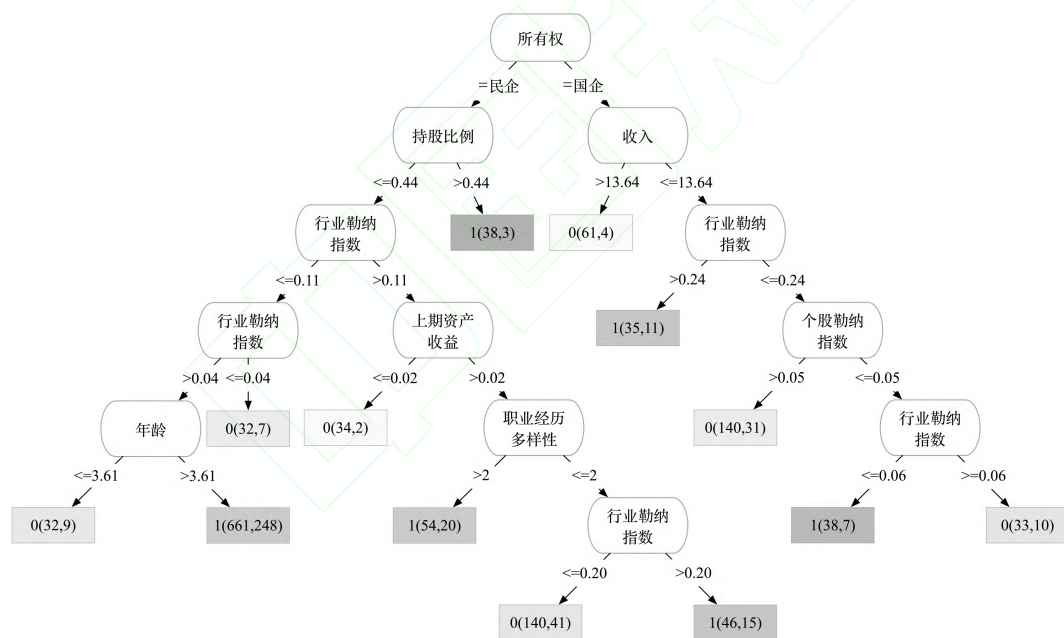 所有权
=民企
=国企
持股比例
收入
<=0.44
>0.44
>13.64
<=13.64
行业勒纳
指数
1(38,3)
0(61,4)
行业勒纳
指数
<=0.11
>0.11
>0.24
<=0.24
行业勒纳
指数
上期资产
收益
1(35,11)
个股勒纳
指数
>0.04
<=0.04
<=0.02
>0.02
>0.05
<=0.05
年龄
0(32,7)
0(34,2)
职业经历
多样性
0(140,31)
行业勒纳
指数
<=3.61
>3.61
>2
<=2
<=0.06
>=0.06
0(32,9)
1(661,248)
1(54,20)
行业勒纳
指数
1(38,7)
0(33,10)
<=0.20
>0.20
0(140,41)
1(46,15)